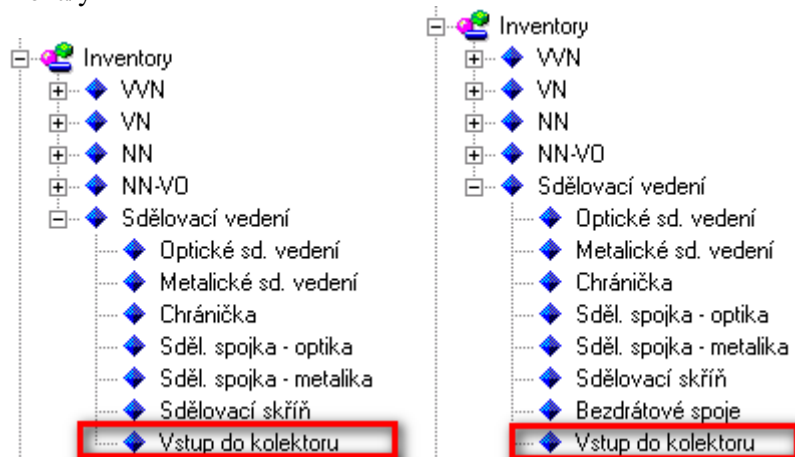 Inventory
VVN
VN
NN
NN-VO
Sdělovací vedení
Optické sd. vedení
Metalické sd. vedení
Chránička
Sděl. spojka - optika
Sděl. spojka - metalika
Sdělovací skříň
Vstup do kolektoru
Inventory
VVN
VN
NN
NN-VO
Sdělovací vedení
Optické sd. vedení
Metalické sd. vedení
Chránička
Sděl. spojka - optika
Sděl. spojka - metalika
Sdělovací skříň
Bezdrátové spoje
Vstup do kolektoru